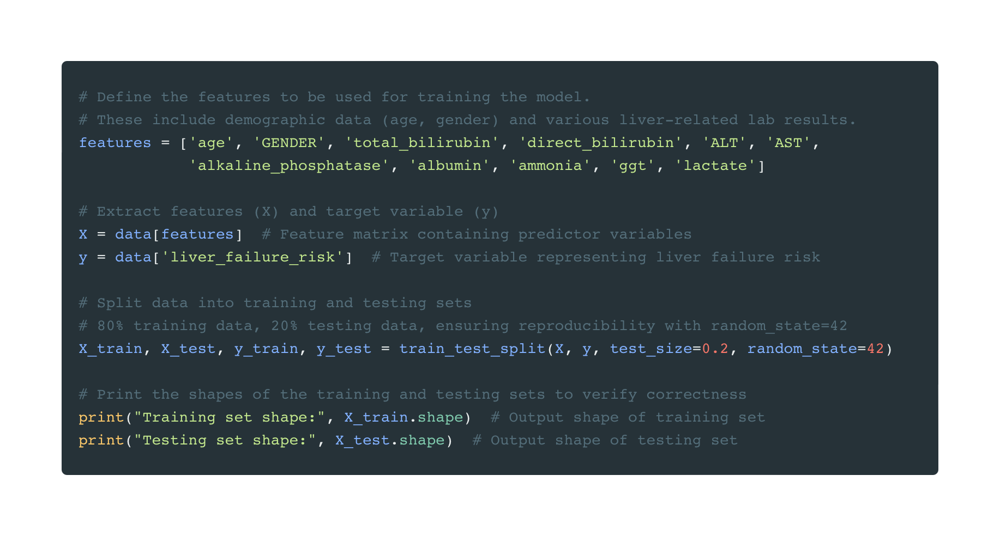 # Define the features to be used for training the model.
# These include demographic data (age, gender) and various liver-related lab results.
features = ['age', 'GENDER', 'total_bilirubin', 'direct_bilirubin', 'ALT', 'AST',
            'alkaline_phosphatase', 'albumin', 'ammonia', 'ggt', 'lactate']

# Extract features (X) and target variable (y)
X = data[features]  # Feature matrix containing predictor variables
y = data['liver_failure_risk']  # Target variable representing liver failure risk

# Split data into training and testing sets
# 80% training data, 20% testing data, ensuring reproducibility with random_state=42
X_train, X_test, y_train, y_test = train_test_split(X, y, test_size=0.2, random_state=42)

# Print the shapes of the training and testing sets to verify correctness
print("Training set shape:", X_train.shape)  # Output shape of training set
print("Testing set shape:", X_test.shape)  # Output shape of testing set